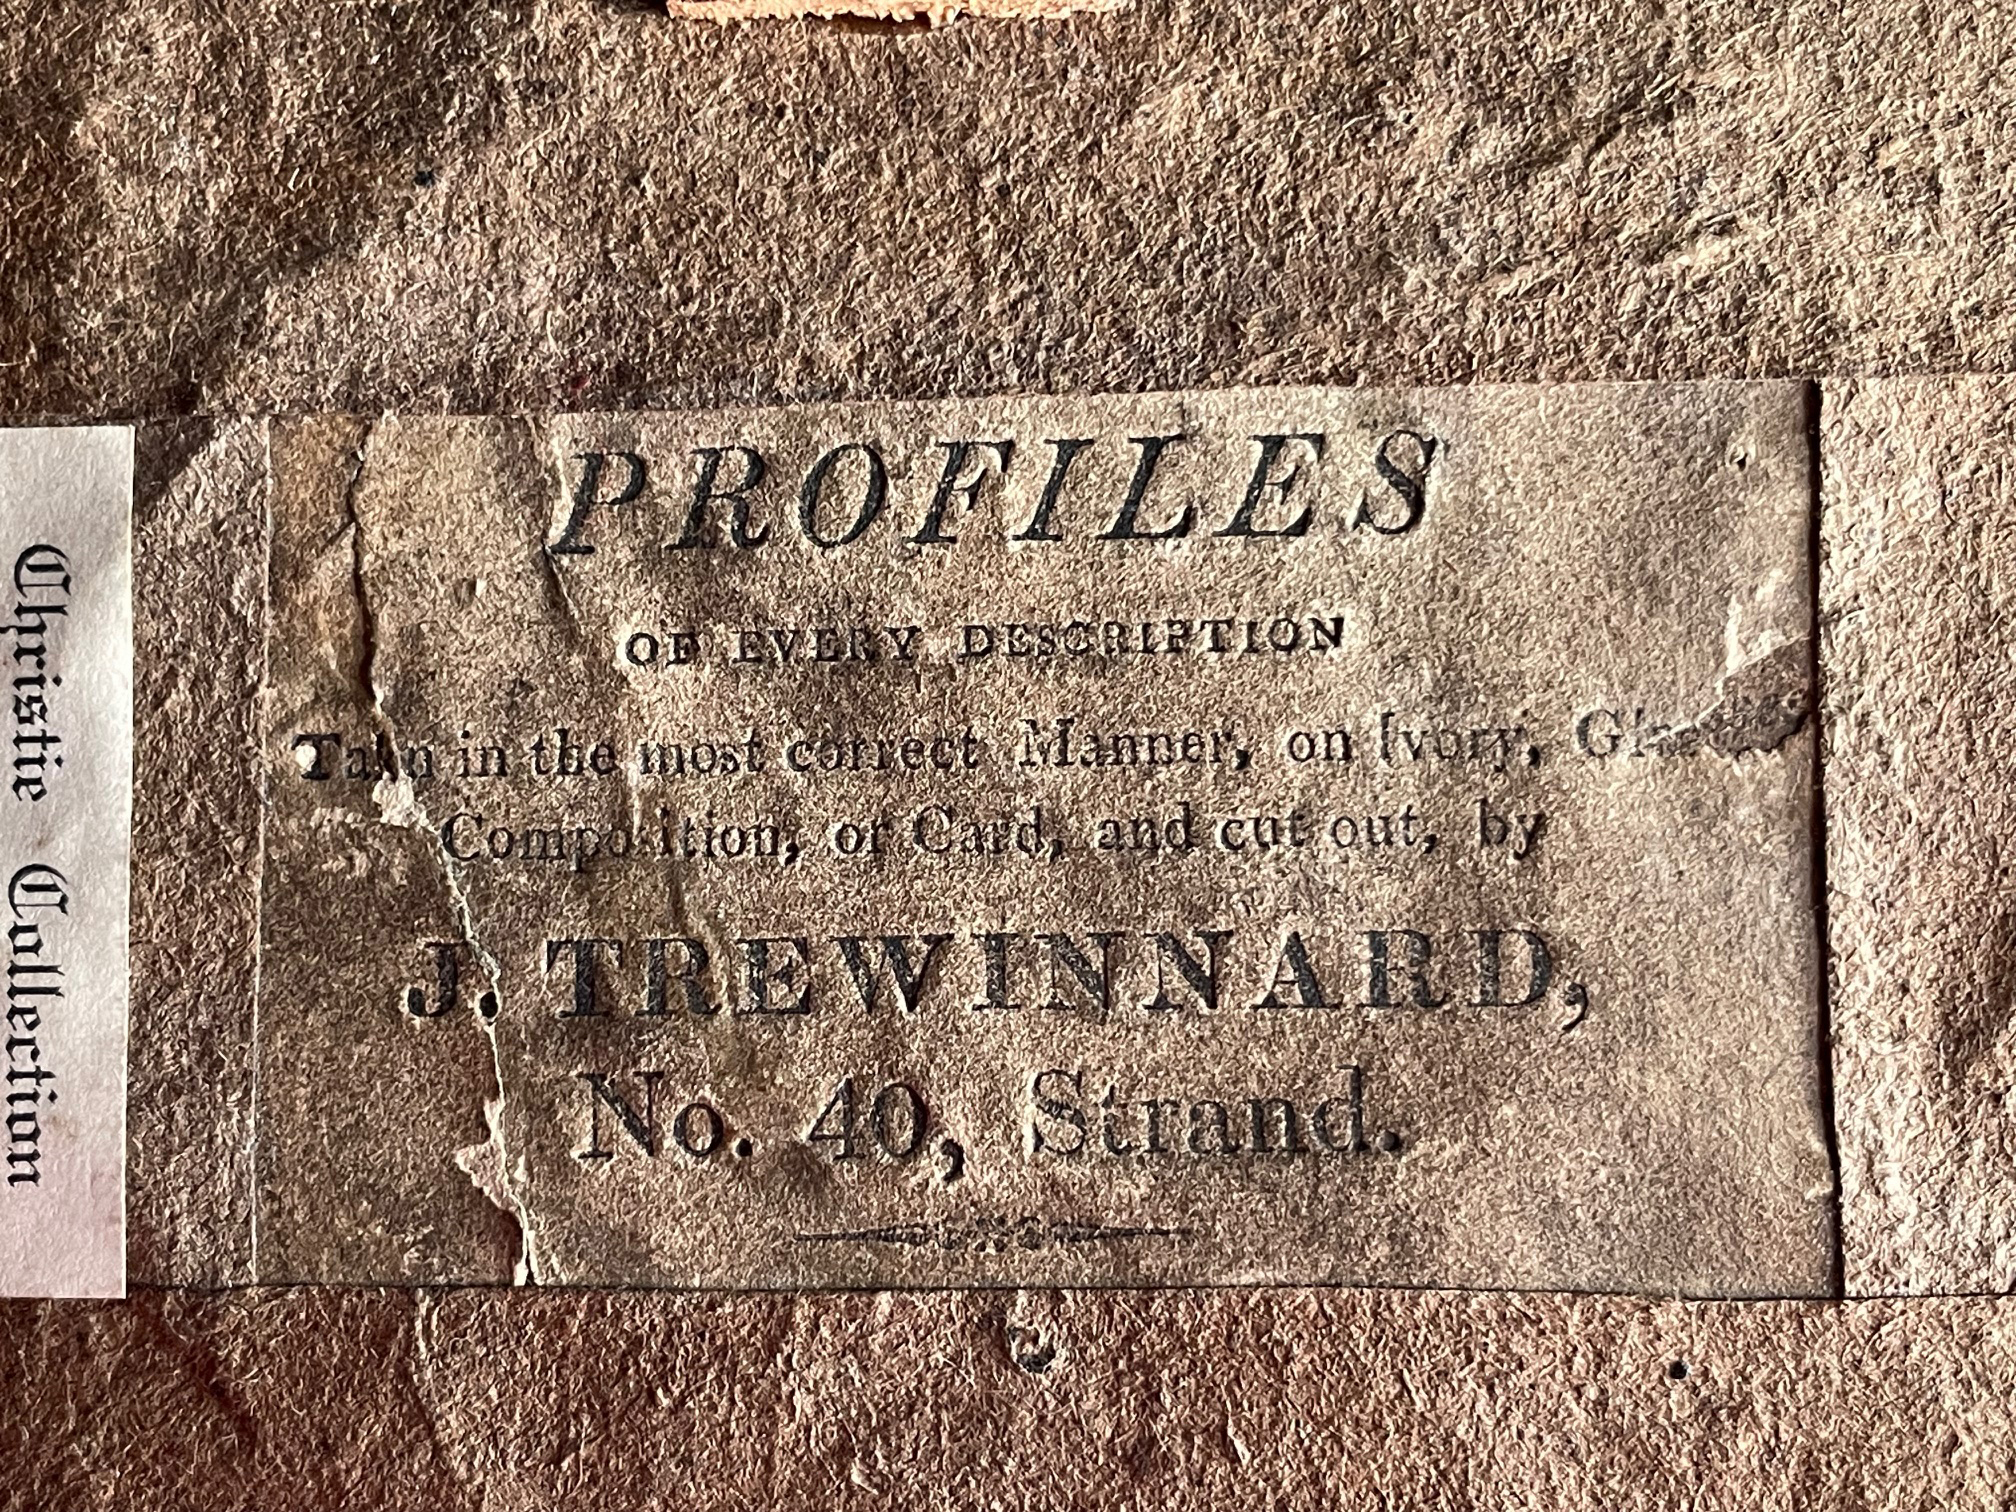 PROFILES
OF EVERY DESCRIPTION
in the most correct Manner, on Ivory,
Composition, or Card, and cut out, by
J. TREWINNARD,
No. 40, Strand.
Christie Collection